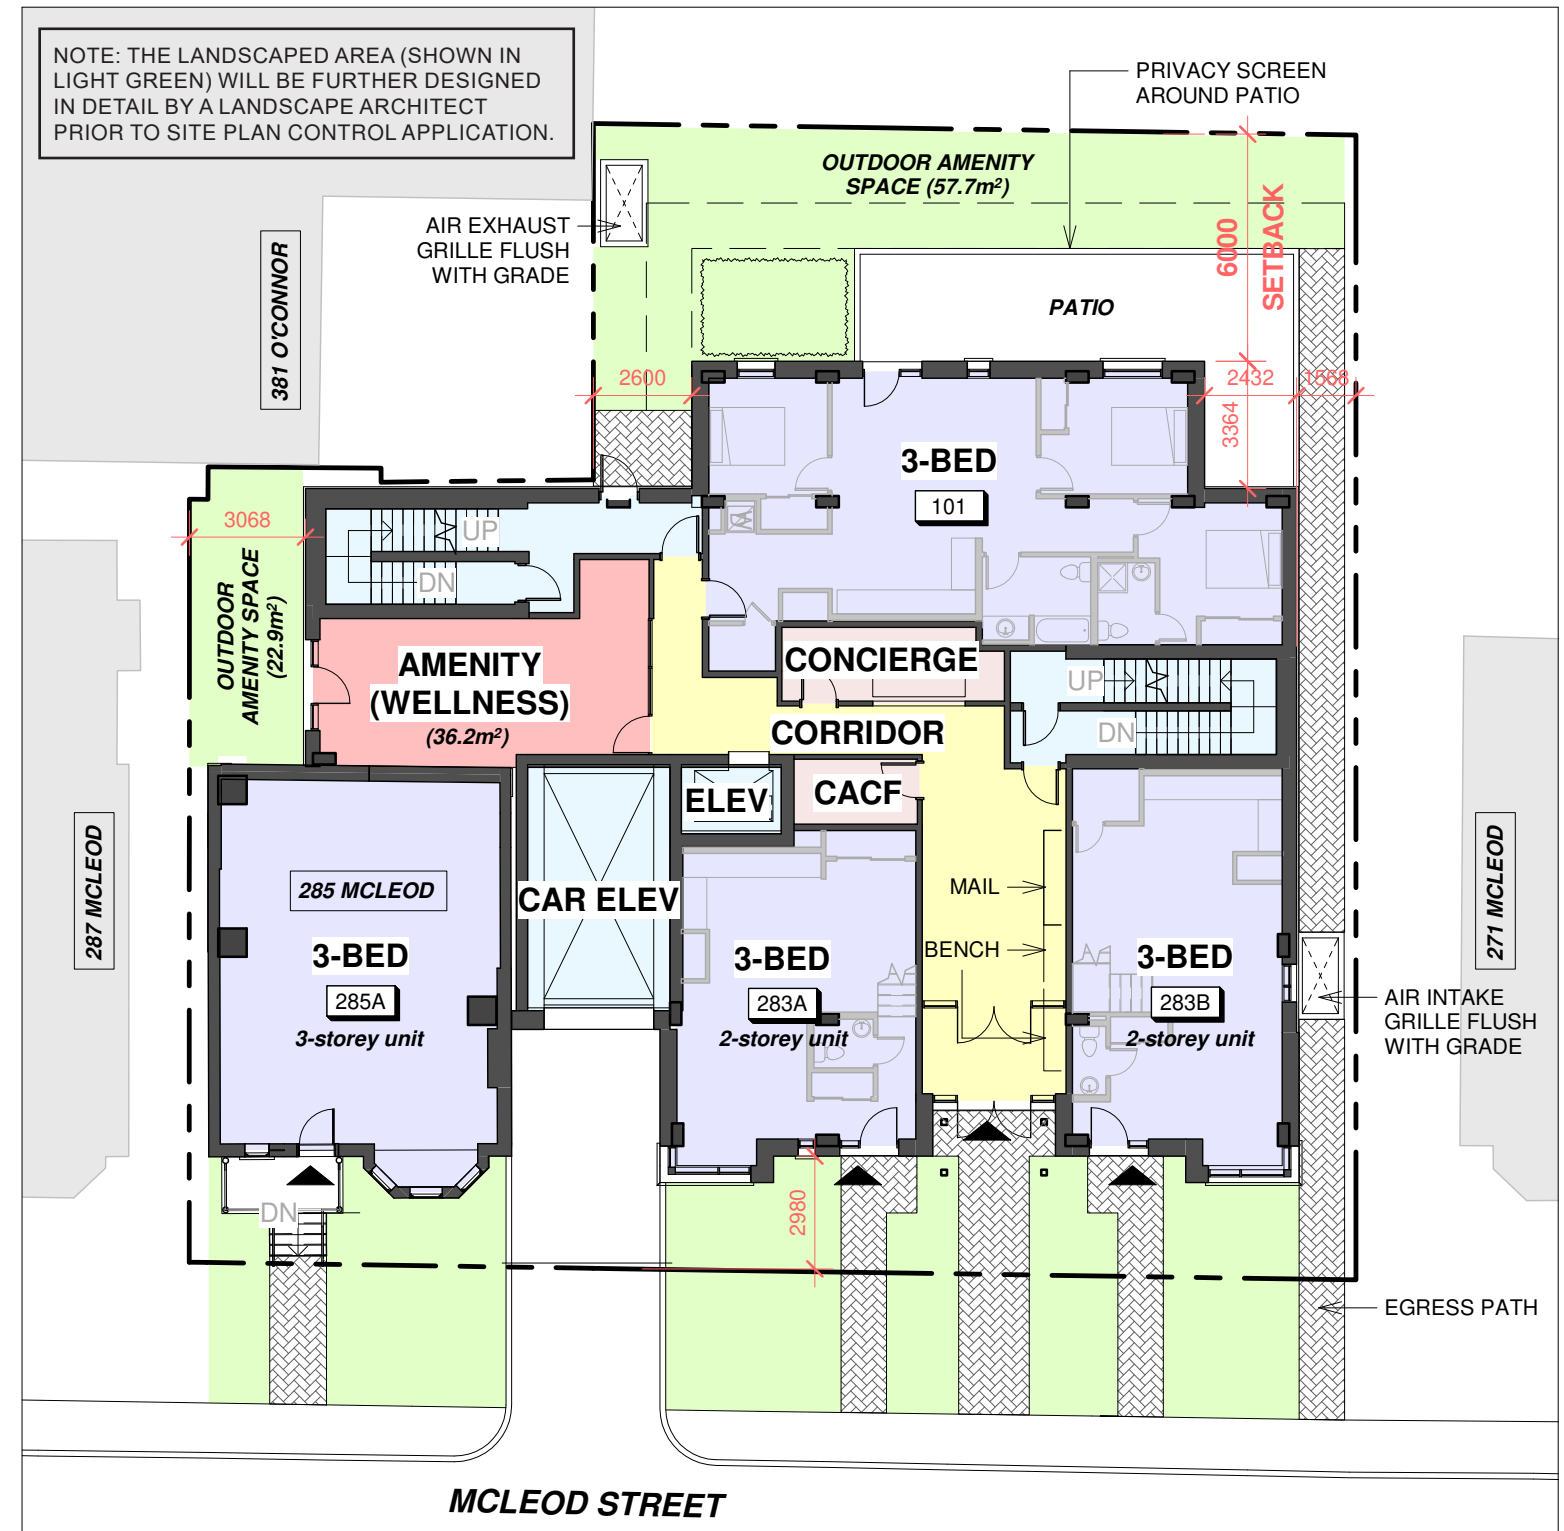 NOTE: THE LANDSCAPED AREA (SHOWN IN
LIGHT GREEN) WILL BE FURTHER DESIGNED
IN DETAIL BY A LANDSCAPE ARCHITECT
PRIOR TO SITE PLAN CONTROL APPLICATION.
PRIVACY SCREEN
AROUND PATIO
OUTDOOR AMENITY
SPACE (57.7m²)
AIR EXHAUST
GRILLE FLUSH
WITH GRADE
6000
SETBACK
381 O'CONNOR
PATIO
2600
2432
1568
3364
3-BED
101
3068
UP
DN
OUTDOOR
AMENITY SPACE
(22.9m²)
AMENITY
(WELLNESS)
(36.2m²)
CONCIERGE
UP
DN
CORRIDOR
ELEV
CACF
287 MCLEOD
285 MCLEOD
3-BED
285A
3-storey unit
CAR ELEV
3-BED
283A
2-storey unit
MAIL
BENCH
3-BED
283B
2-storey unit
271 MCLEOD
AIR INTAKE
GRILLE FLUSH
WITH GRADE
DN
2980
EGRESS PATH
MCLEOD STREET